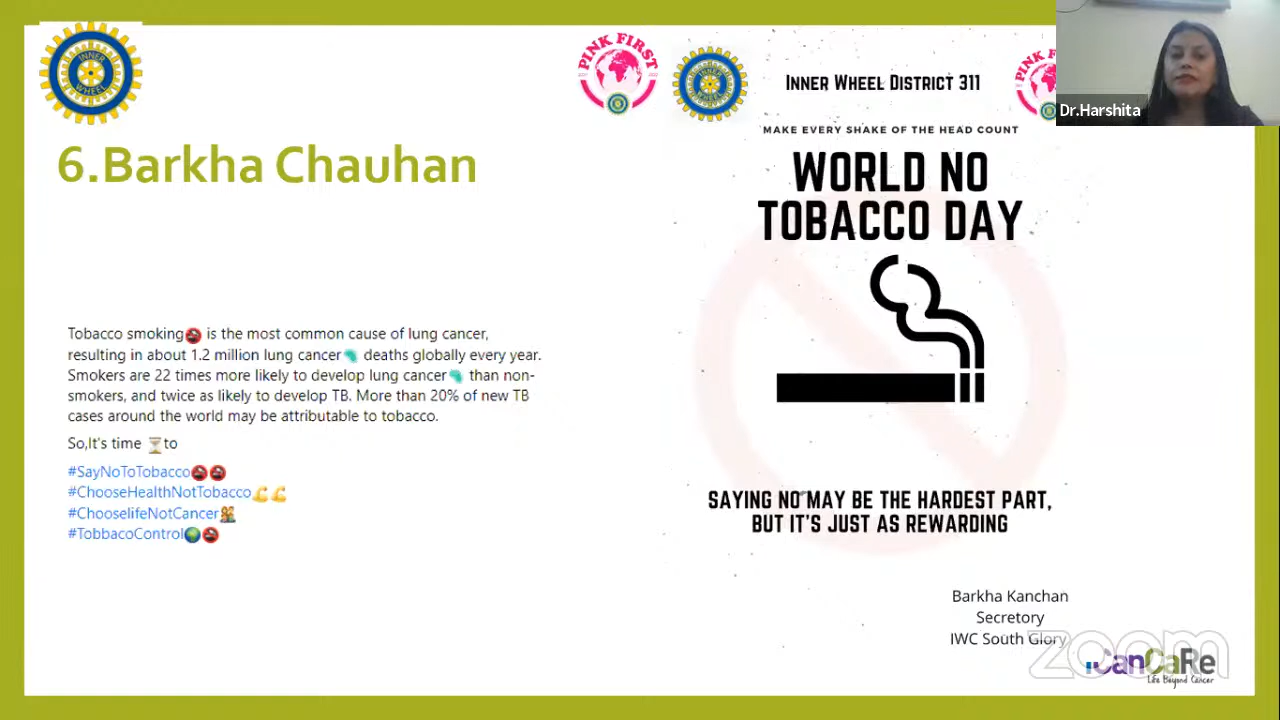 INNER
WHEEL
6.Barkha Chauhan
Tobacco smoking is the most common cause of lung cancer,
resulting in about 1.2 million lung cancer deaths globally every year.
Smokers are 22 times more likely to develop lung cancer than non-
smokers, and twice as likely to develop TB. More than 20% of new TB
cases around the world may be attributable to tobacco.
So,It's time to
#SayNoToTobacco
#ChooseHealthNotTobacco
#ChooselifeNotCancer
#TobbacoControl
PINK FIRST
INNER WHEEL DISTRICT 311
PINK
Dr.Harshita
MAKE EVERY SHAKE OF THE HEAD COUNT
WORLD NO
TOBACCO DAY
SAYING NO MAY BE THE HARDEST PART,
BUT IT'S JUST AS REWARDING
Barkha Kanchan
Secretory
IWC South Glory
zoom
iCanCaRe
Life Beyond Cancer